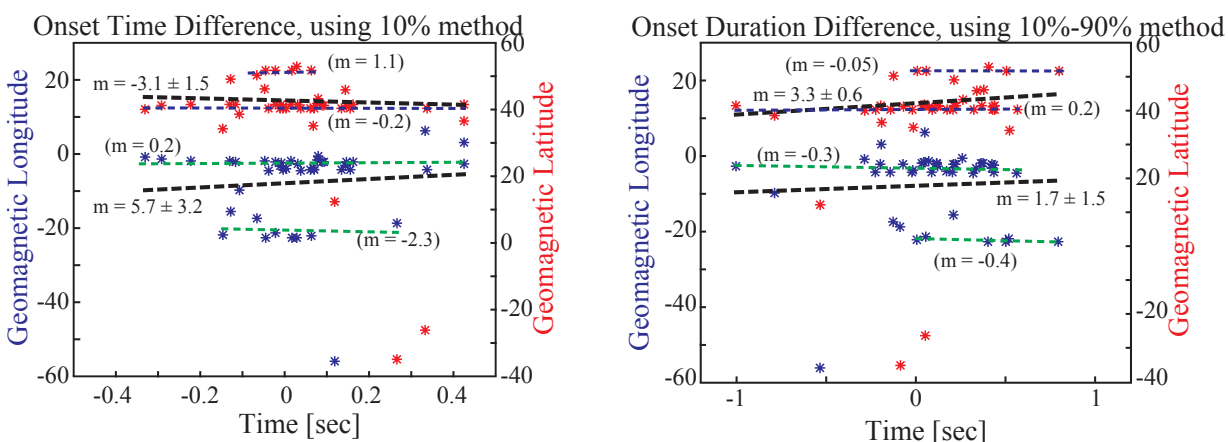 Onset Time Difference, using 10% method
Geomagnetic Longitude
20
0
-20
-40
-60
60
40
20
0
-20
-40
Geomagnetic Latitude
m = -3.1 ± 1.5
(m = 1.1)
(m = -0.2)
(m = 0.2)
m = 5.7 ± 3.2
(m = -2.3)
-0.4
-0.2
0
0.2
0.4
Time [sec]
Onset Duration Difference, using 10%-90% method
Geomagnetic Longitude
20
0
-20
-40
-60
60
40
20
0
-20
-40
Geomagnetic Latitude
(m = -0.05)
m = 3.3 ± 0.6
(m = 0.2)
(m = -0.3)
m = 1.7 ± 1.5
(m = -0.4)
-1
0
1
Time [sec]